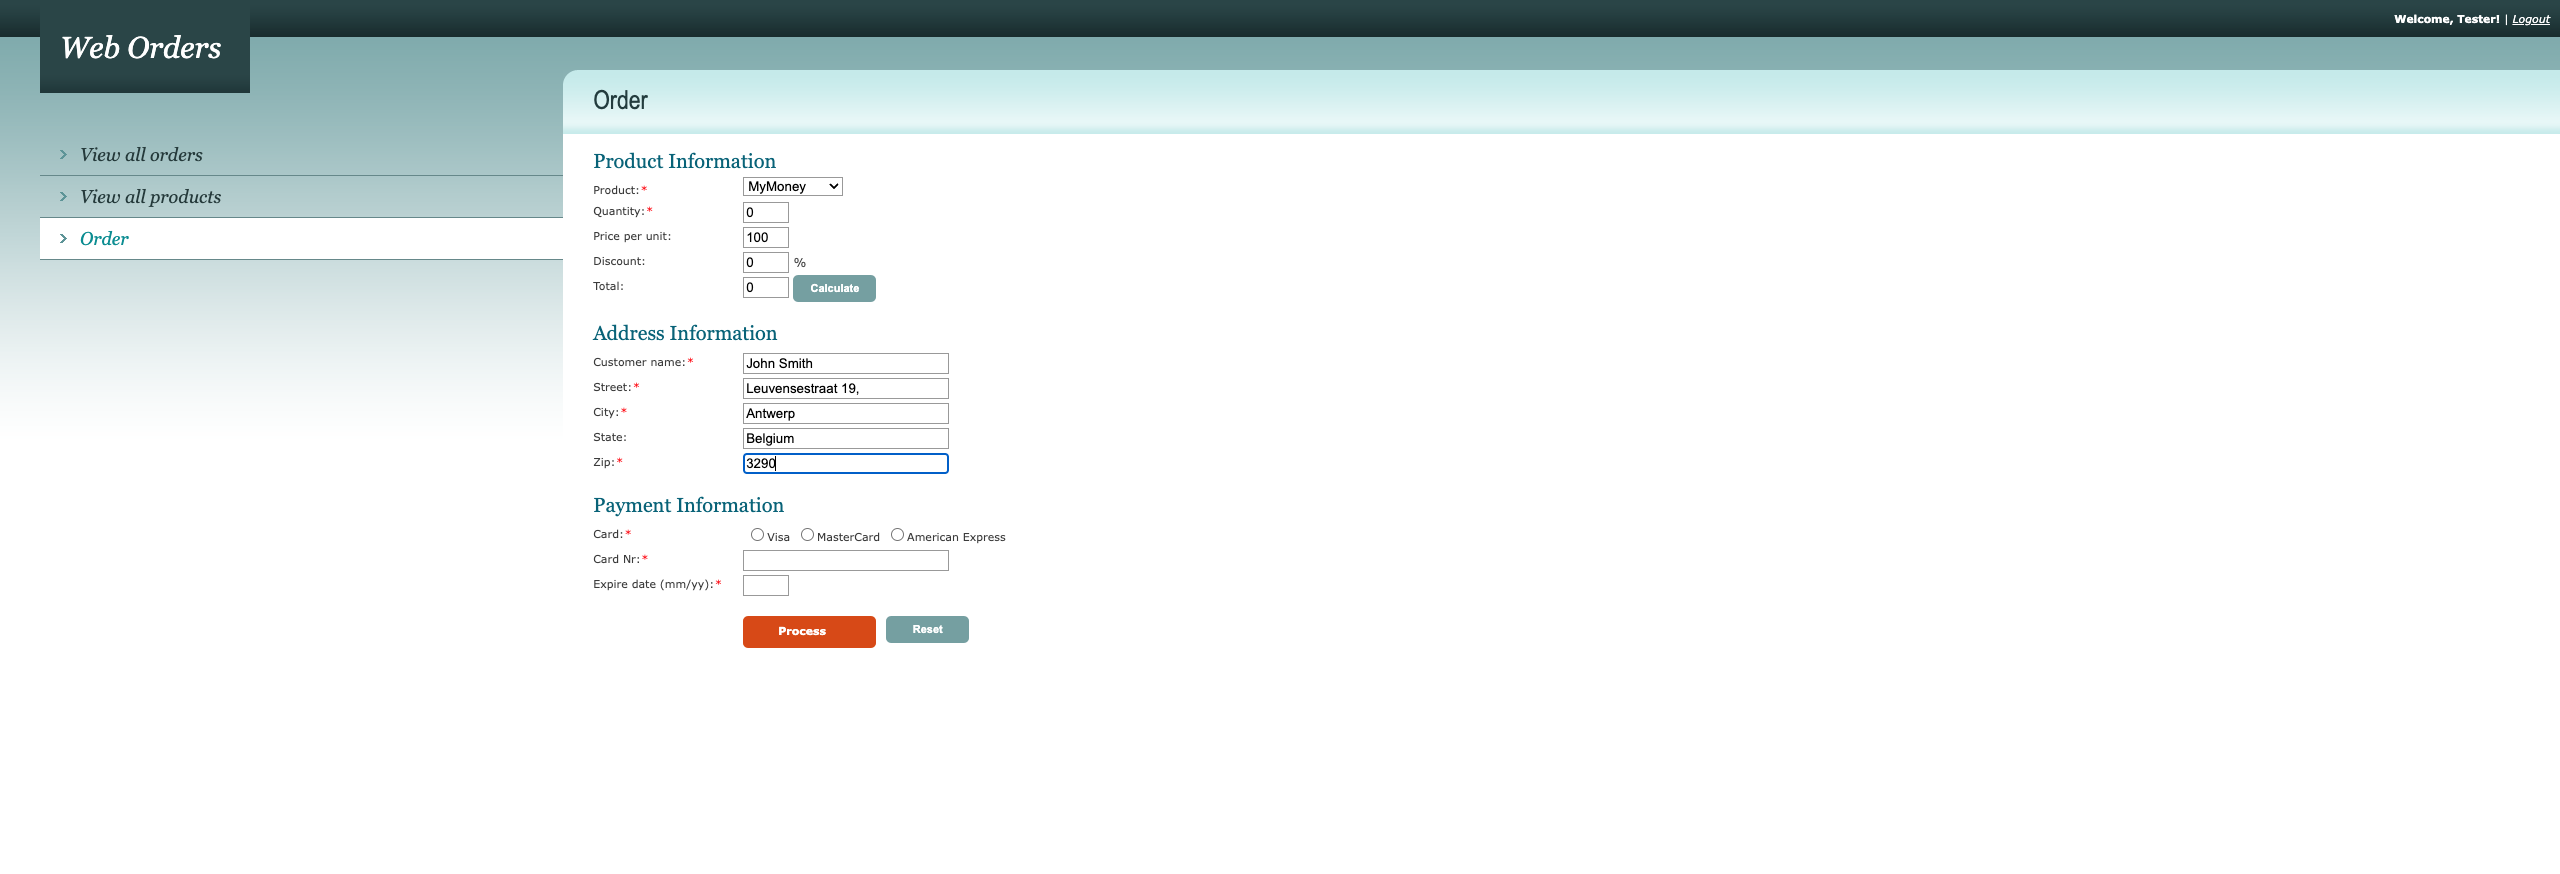 Welcome, Tester! | Logout
Web Orders
View all orders
View all products
Order
Order
Product Information
Product:* MyMoney
Quantity:* 0
Price per unit: 100
Discount: 0 %
Total: 0 Calculate
Address Information
Customer name:* John Smith
Street:* Leuvensestraat 19,
City:* Antwerp
State: Belgium
Zip:* 3290
Payment Information
Card:* Visa MasterCard American Express
Card Nr:*
Expire date (mm/yy):*
Process Reset